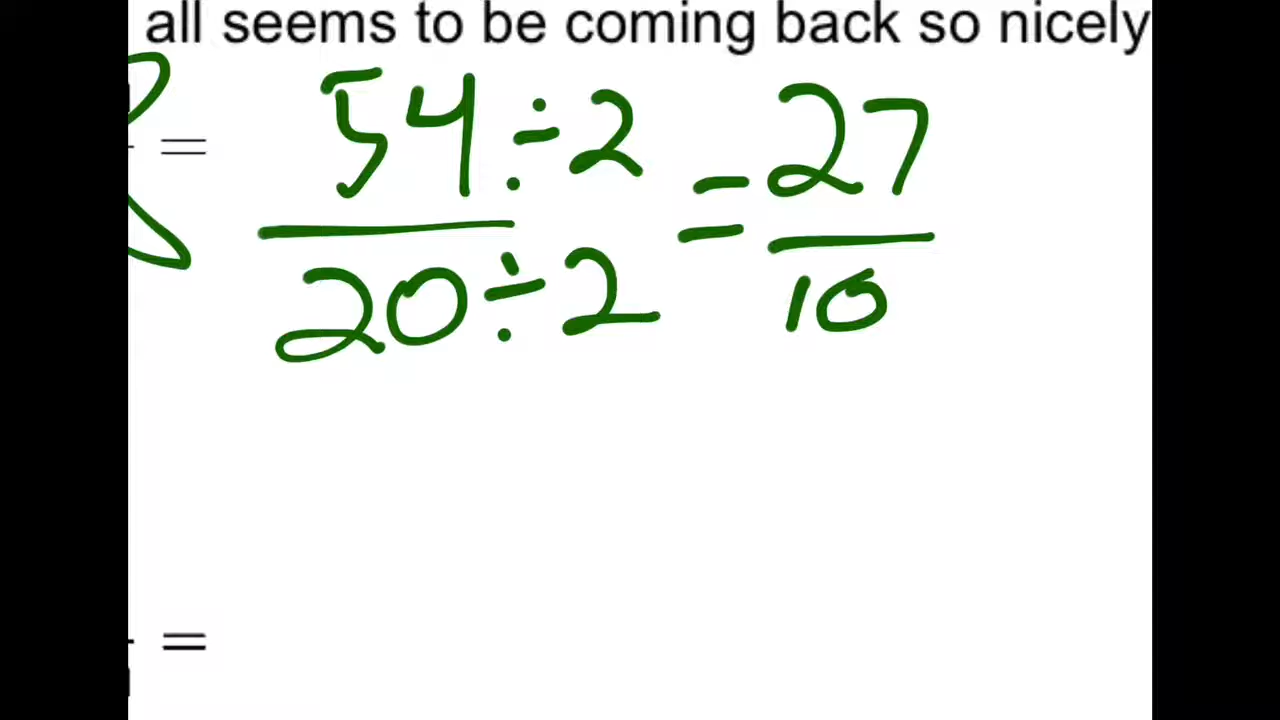 all seems to be coming back so nicely
= 54 ÷ 2 = 27
20 ÷ 2 10
=